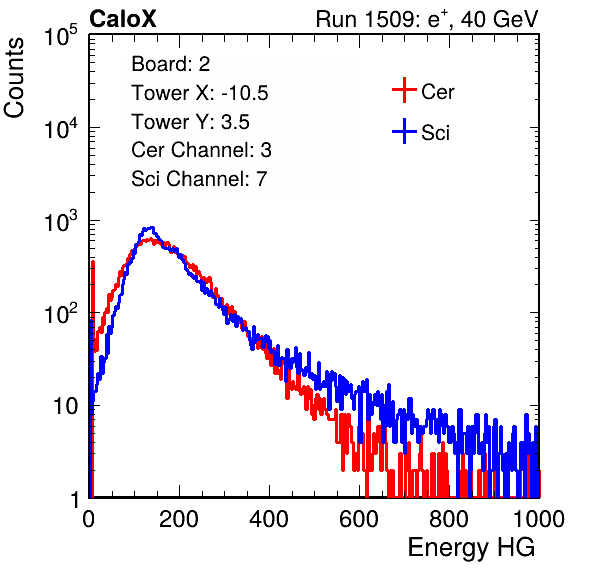 CaloX Run 1509: e⁺, 40 GeV
Counts
Board: 2
Tower X: -10.5
Tower Y: 3.5
Cer Channel: 3
Sci Channel: 7
Cer
Sci
10⁵
10⁴
10³
10²
10
1
0 200 400 600 800 1000
Energy HG